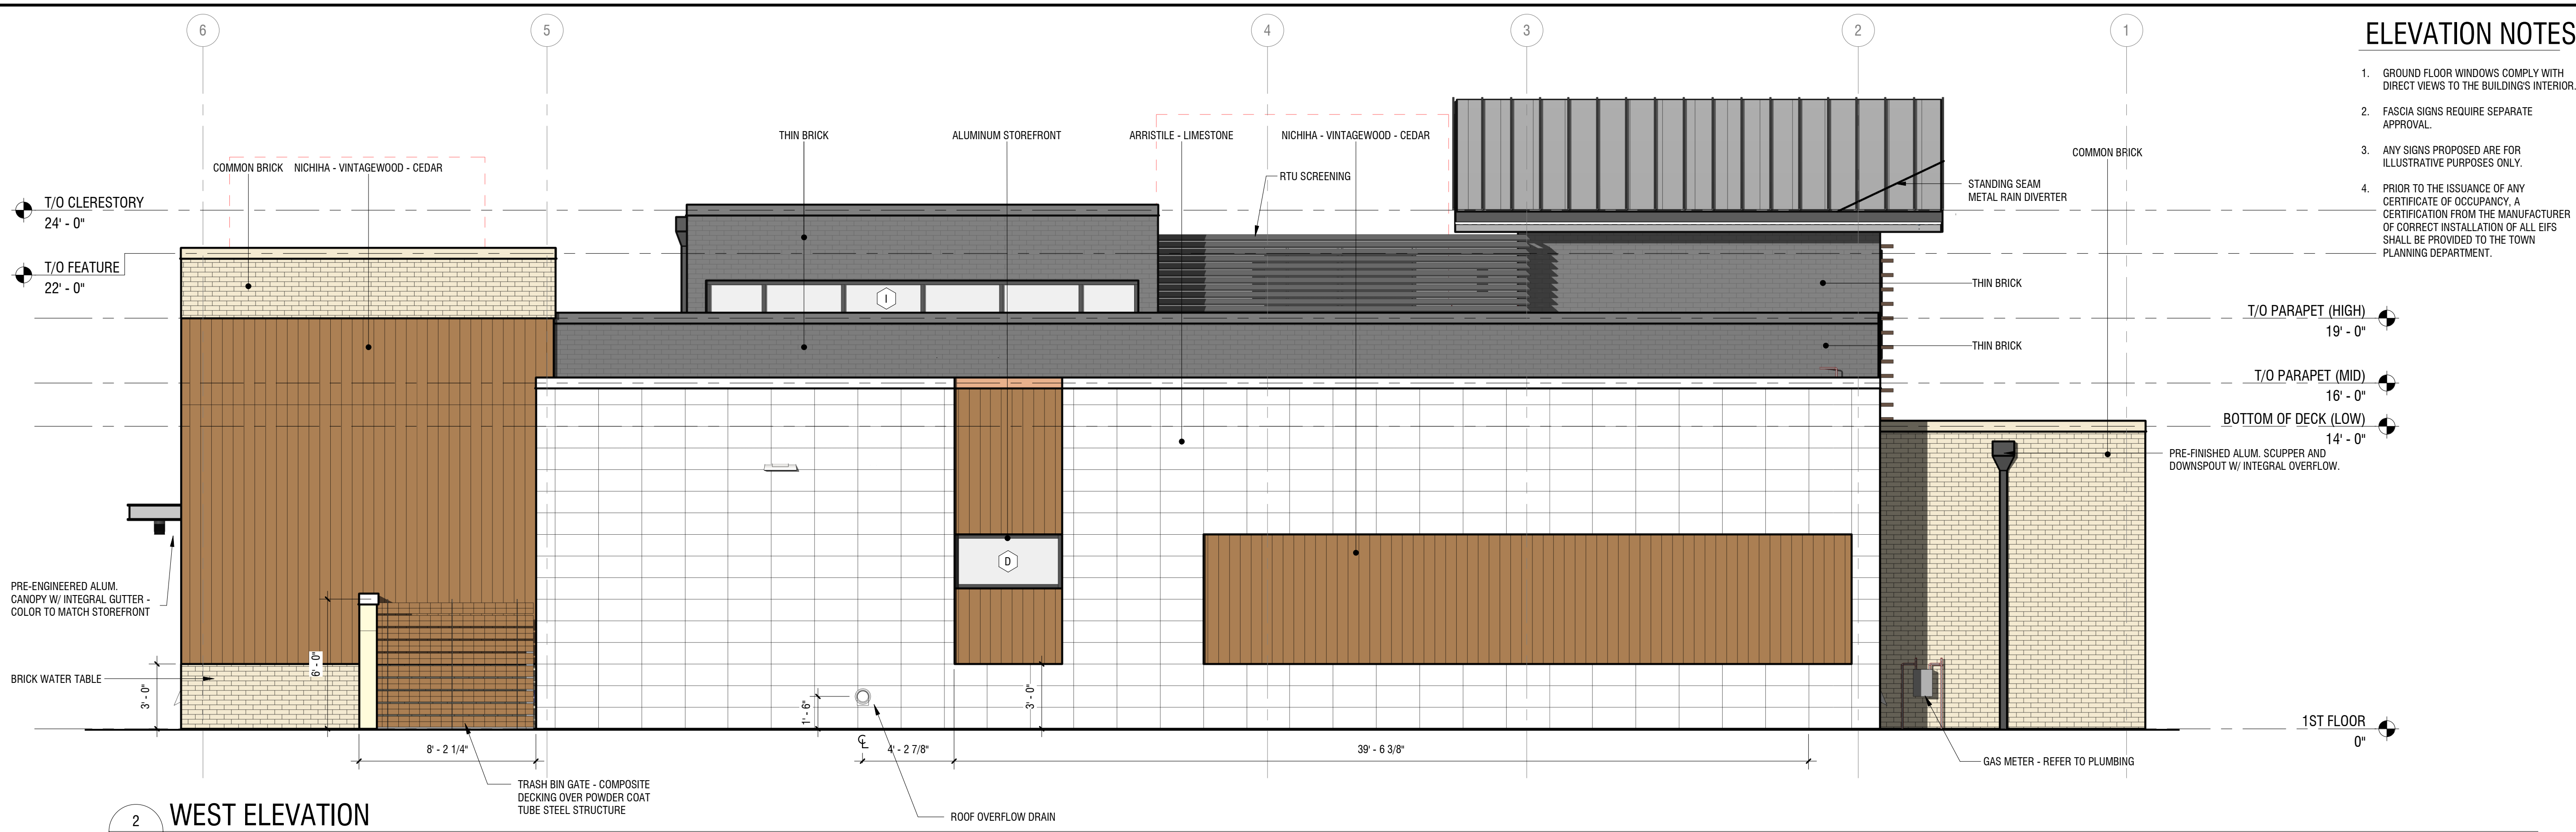 6
5
4
3
2
1
ELEVATION NOTES
1. GROUND FLOOR WINDOWS COMPLY WITH
DIRECT VIEWS TO THE BUILDING'S INTERIOR.
2. FASCIA SIGNS REQUIRE SEPARATE
APPROVAL.
3. ANY SIGNS PROPOSED ARE FOR
ILLUSTRATIVE PURPOSES ONLY.
4. PRIOR TO THE ISSUANCE OF ANY
CERTIFICATE OF OCCUPANCY, A
CERTIFICATION FROM THE MANUFACTURER
OF CORRECT INSTALLATION OF ALL EIFS
SHALL BE PROVIDED TO THE TOWN
PLANNING DEPARTMENT.
THIN BRICK
ALUMINUM STOREFRONT
ARRISTILE - LIMESTONE
NICHIHA - VINTAGEWOOD - CEDAR
COMMON BRICK
COMMON BRICK
NICHIHA - VINTAGEWOOD - CEDAR
RTU SCREENING
STANDING SEAM
METAL RAIN DIVERTER
T/O CLERESTORY
24' - 0"
T/O FEATURE
22' - 0"
THIN BRICK
I
T/O PARAPET (HIGH)
19' - 0"
THIN BRICK
T/O PARAPET (MID)
16' - 0"
BOTTOM OF DECK (LOW)
14' - 0"
PRE-FINISHED ALUM. SCUPPER AND
DOWNSPOUT W/ INTEGRAL OVERFLOW.
D
PRE-ENGINEERED ALUM.
CANOPY W/ INTEGRAL GUTTER -
COLOR TO MATCH STOREFRONT
BRICK WATER TABLE
3' - 0"
6' - 0"
1' - 6"
3' - 0"
1ST FLOOR
0"
8' - 2 1/4"
℄
4' - 2 7/8"
39' - 6 3/8"
GAS METER - REFER TO PLUMBING
TRASH BIN GATE - COMPOSITE
DECKING OVER POWDER COAT
TUBE STEEL STRUCTURE
ROOF OVERFLOW DRAIN
2
WEST ELEVATION